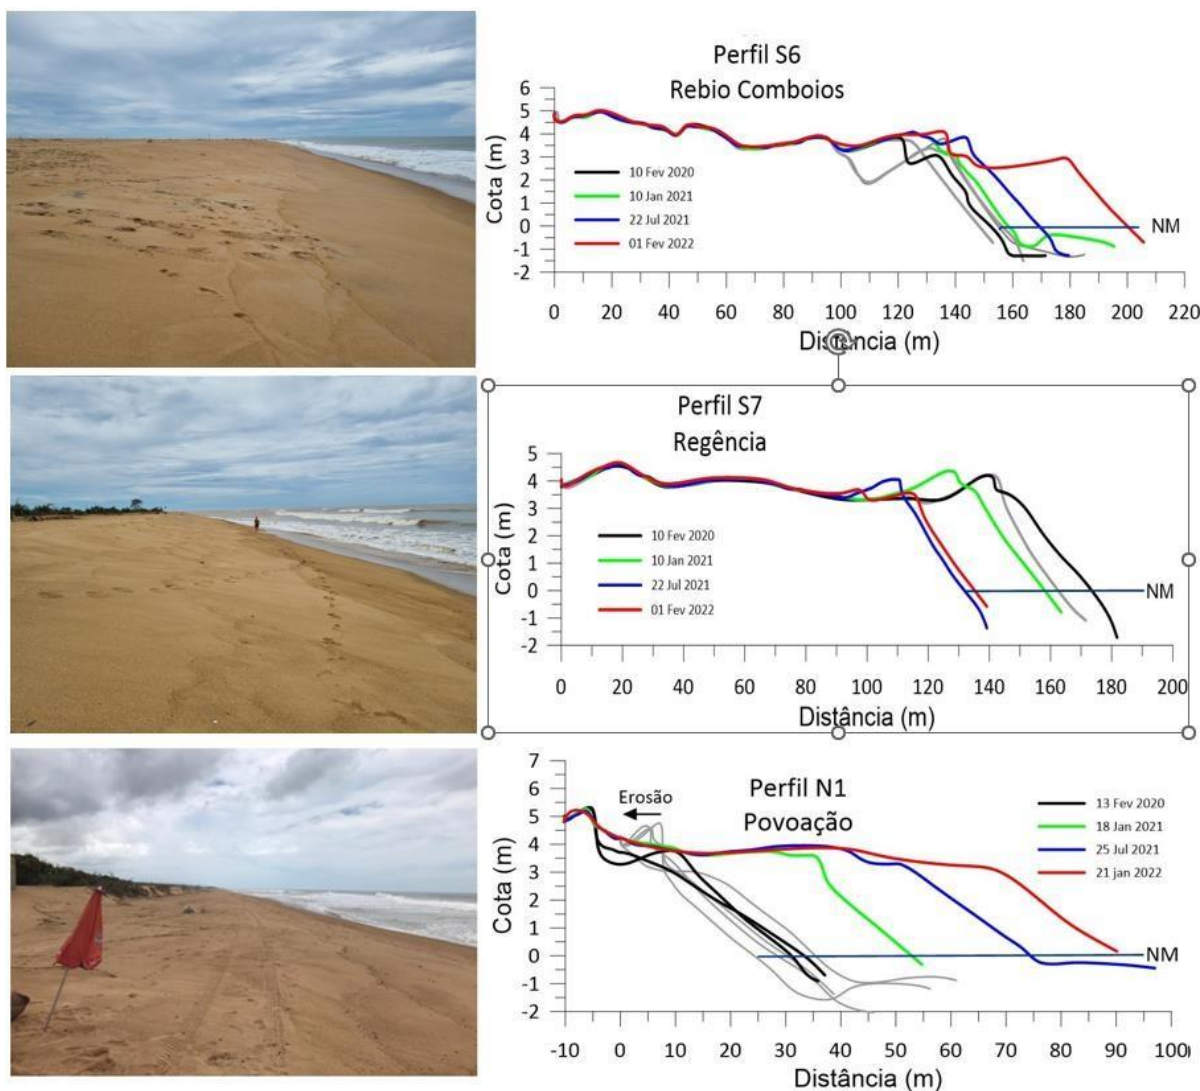 Perfil S6
Rebio Comboios
6
5
4
3
2
1
0
-1
-2
Cota (m)
10 Fev 2020
10 Jan 2021
22 Jul 2021
01 Fev 2022
NM
0 20 40 60 80 100 120 140 160 180 200 220
Distância (m)
Perfil S7
Regência
5
4
3
2
1
0
-1
-2
Cota (m)
10 Fev 2020
10 Jan 2021
22 Jul 2021
01 Fev 2022
NM
0 20 40 60 80 100 120 140 160 180 200
Distância (m)
Perfil N1
Povoação
7
6
5
4
3
2
1
0
-1
-2
Cota (m)
Erosão
13 Fev 2020
18 Jan 2021
25 Jul 2021
21 jan 2022
NM
-10 0 10 20 30 40 50 60 70 80 90 100
Distância (m)